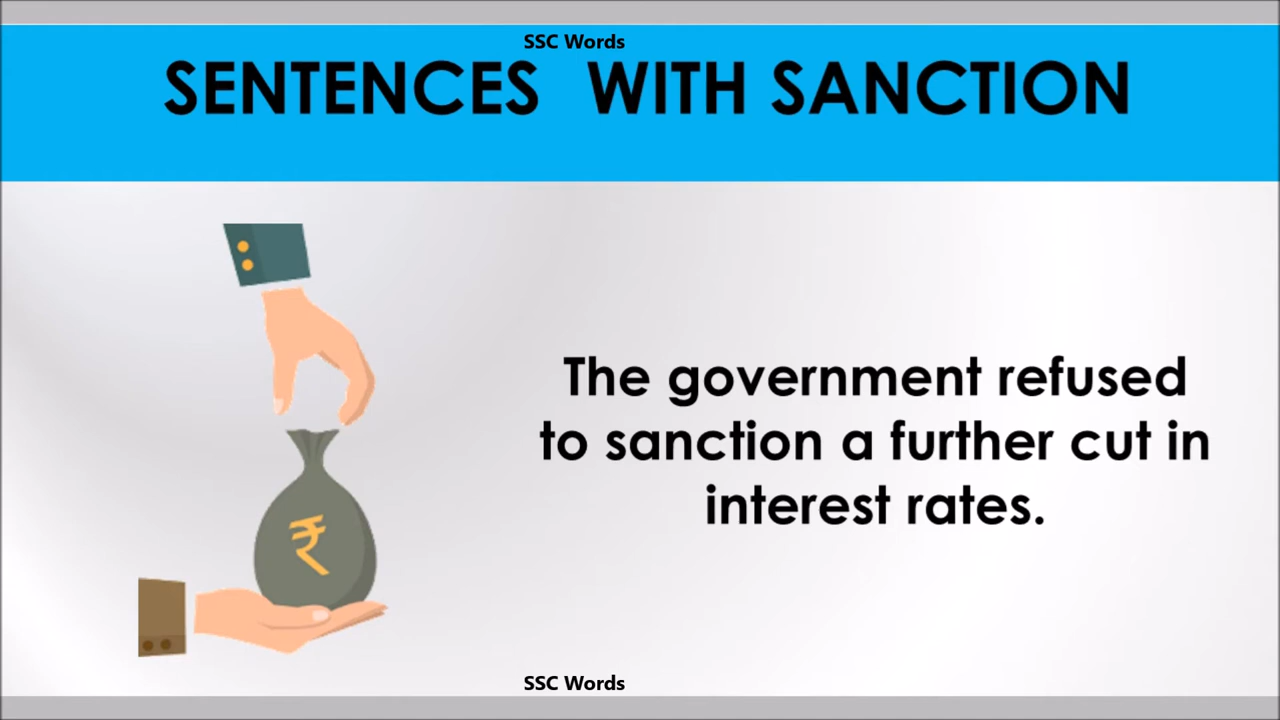 SSC Words
SENTENCES WITH SANCTION
The government refused
to sanction a further cut in
interest rates.
₹
SSC Words